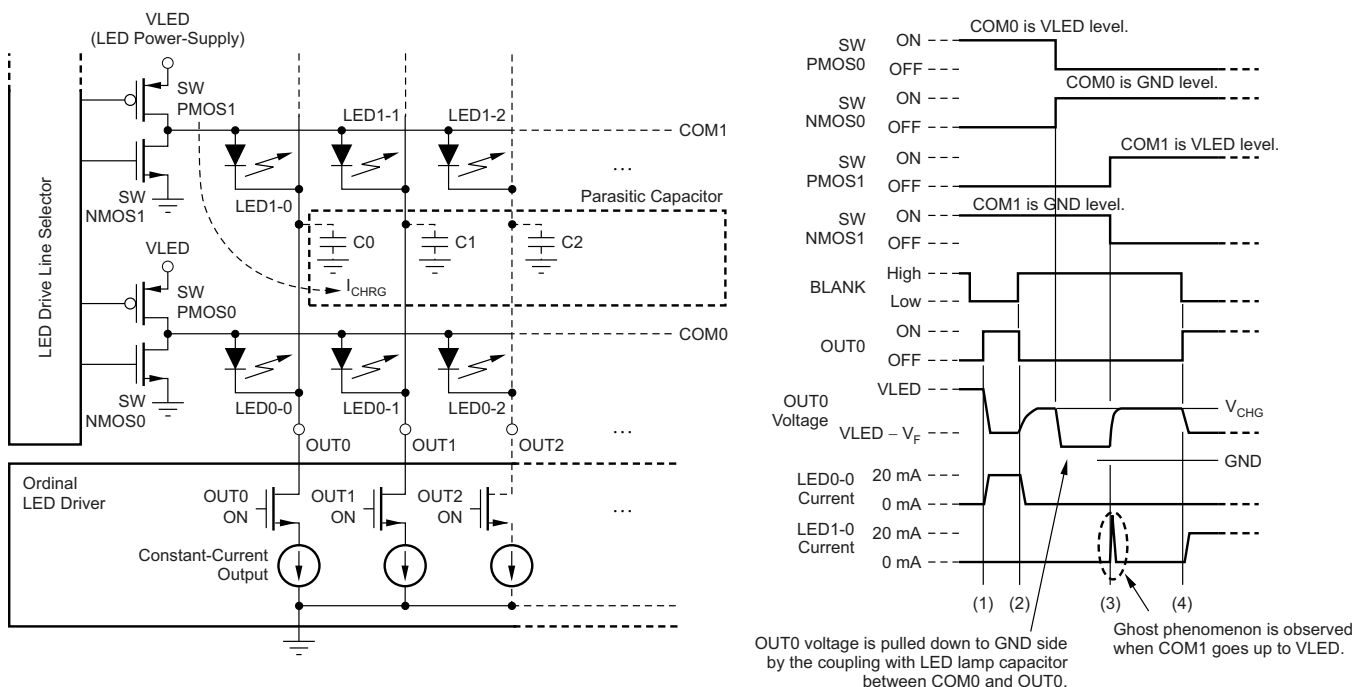 VLED
(LED Power-Supply)
SW
PMOS1
LED Drive Line Selector
SW
NMOS1
LED1-1
LED1-2
COM1
...
LED1-0
Parasitic Capacitor
C0
C1
C2
VLED
ICHRG
SW
PMOS0
COM0
SW
NMOS0
LED0-0
LED0-1
LED0-2
...
OUT0
OUT1
OUT2
...
Ordinal
LED Driver
OUT0
ON
OUT1
ON
OUT2
ON
...
Constant-Current
Output
COM0 is VLED level.
SW
PMOS0
ON
OFF
COM0 is GND level.
SW
NMOS0
ON
OFF
COM1 is VLED level.
SW
PMOS1
ON
OFF
COM1 is GND level.
SW
NMOS1
ON
OFF
BLANK
High
Low
OUT0
ON
OFF
OUT0
Voltage
VLED
VLED – VF
VCHG
GND
LED0-0
Current
20 mA
0 mA
LED1-0
Current
20 mA
0 mA
(1)
(2)
(3)
(4)
OUT0 voltage is pulled down to GND side
by the coupling with LED lamp capacitor
between COM0 and OUT0.
Ghost phenomenon is observed
when COM1 goes up to VLED.